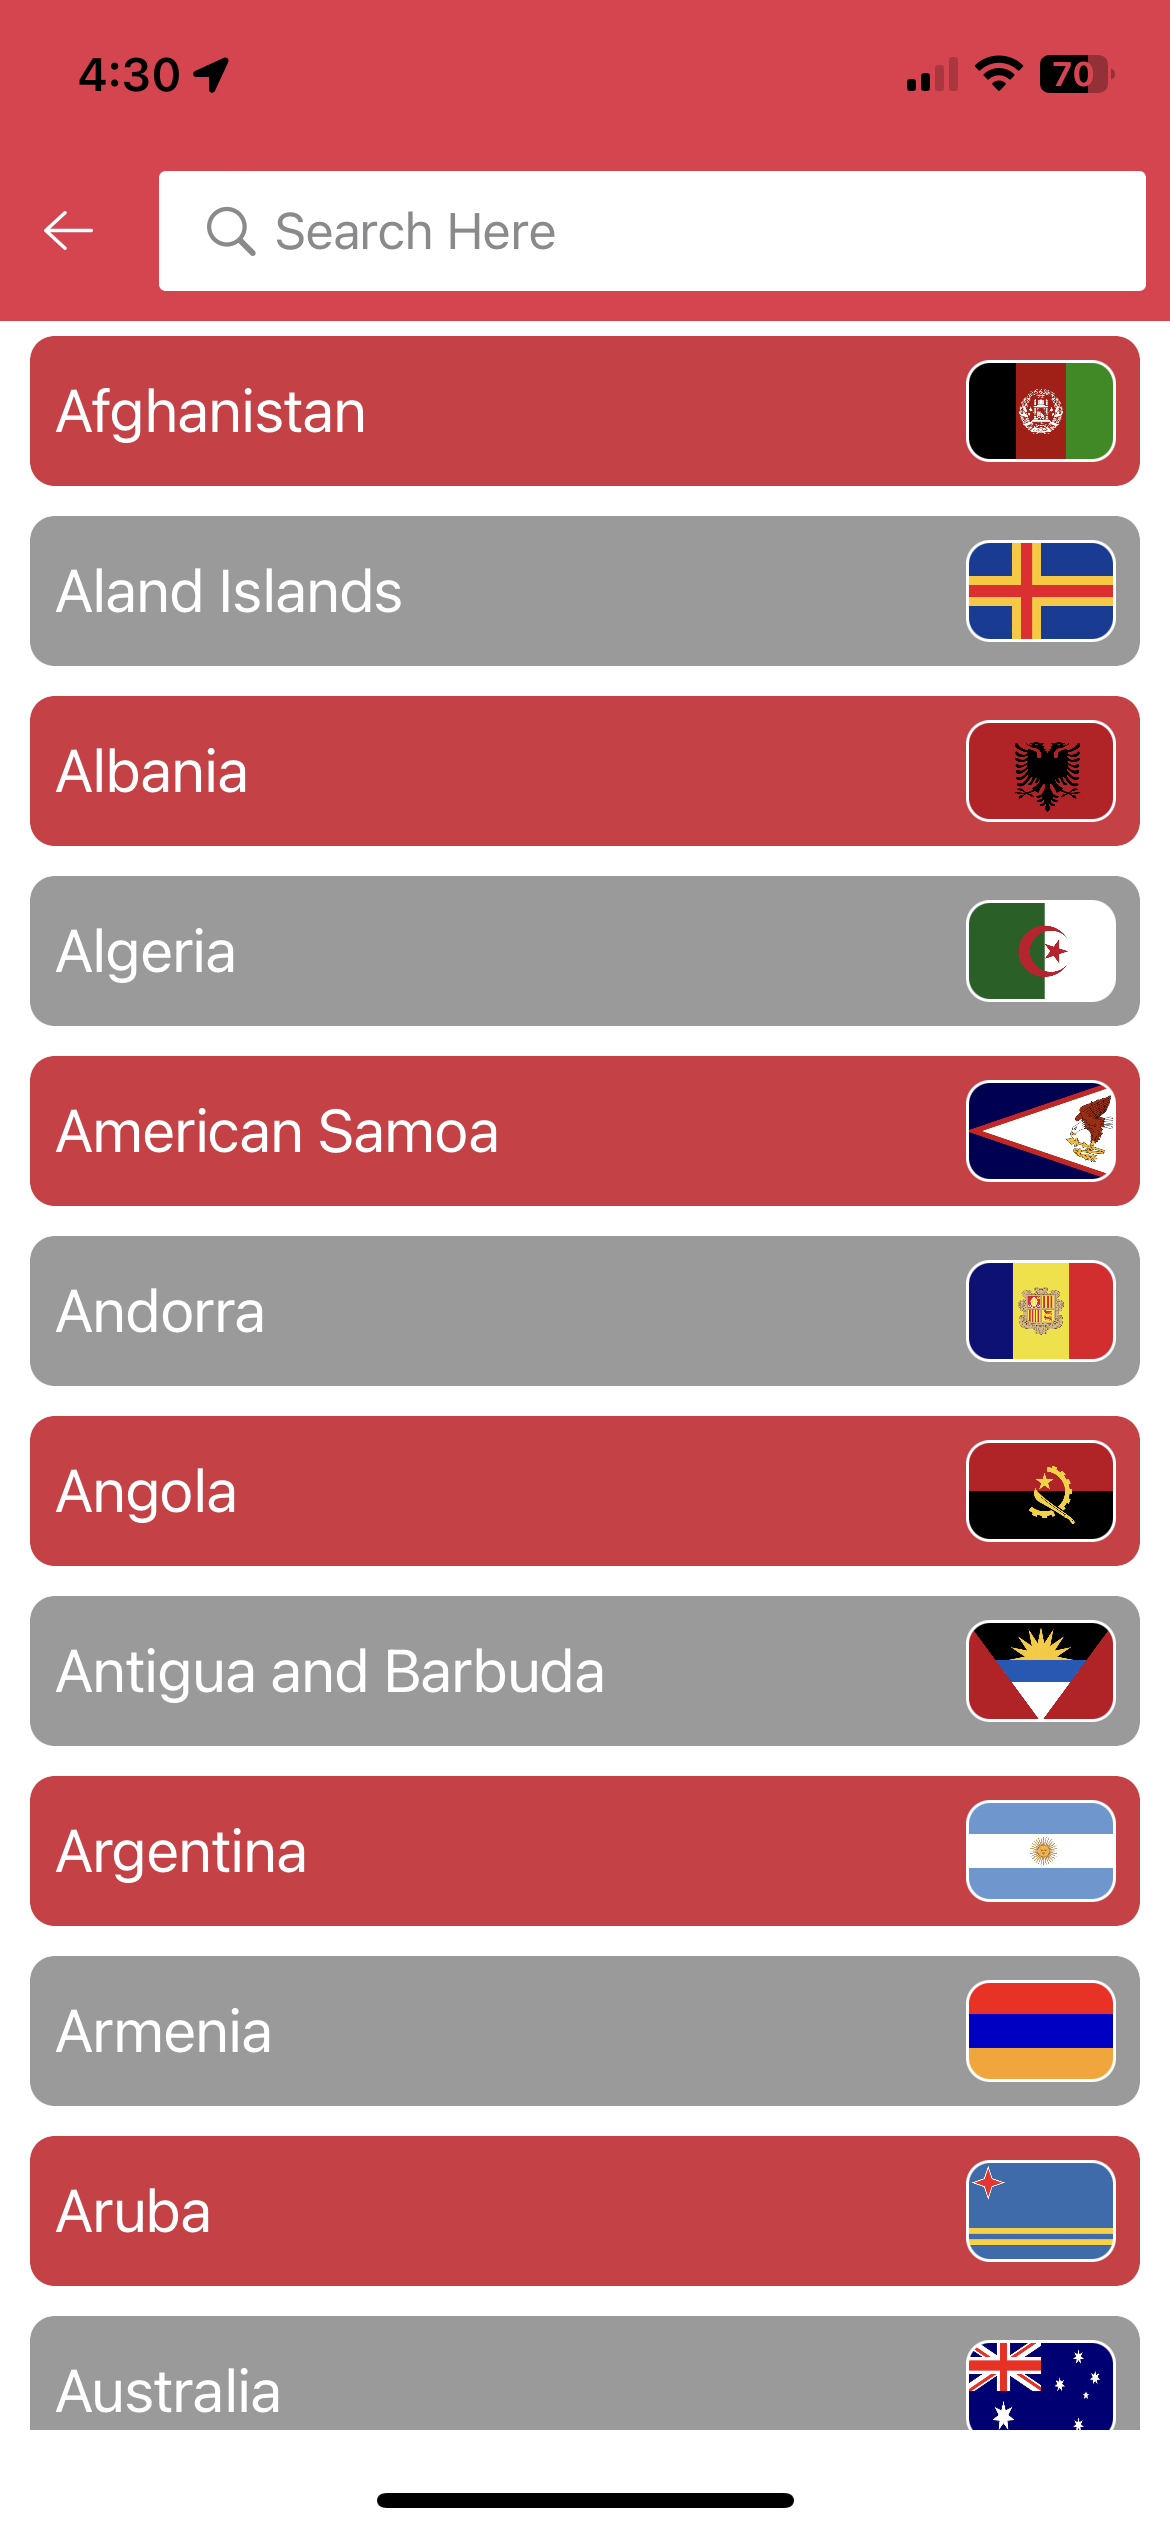 4:30
70
Search Here
Afghanistan
Aland Islands
Albania
Algeria
American Samoa
Andorra
Angola
Antigua and Barbuda
Argentina
Armenia
Aruba
Australia